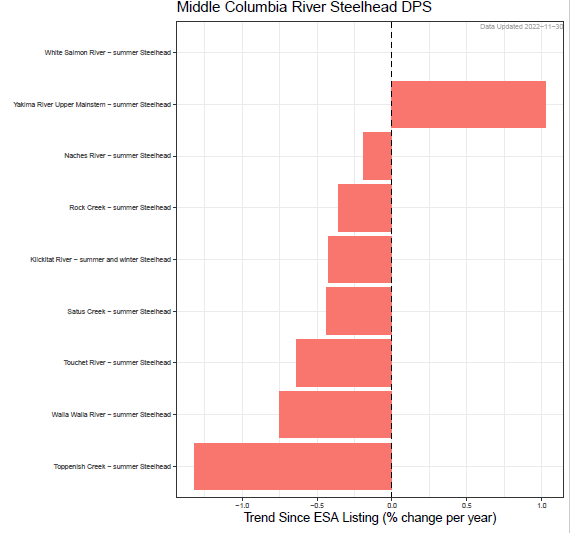 Middle Columbia River Steelhead DPS
Data Updated 2022−11−30
White Salmon River − summer Steelhead
Yakima River Upper Mainstem − summer Steelhead
Naches River − summer Steelhead
Rock Creek − summer Steelhead
Klickitat River − summer and winter Steelhead
Satus Creek − summer Steelhead
Touchet River − summer Steelhead
Walla Walla River − summer Steelhead
Toppenish Creek − summer Steelhead
−1.0 −0.5 0.0 0.5 1.0
Trend Since ESA Listing (% change per year)